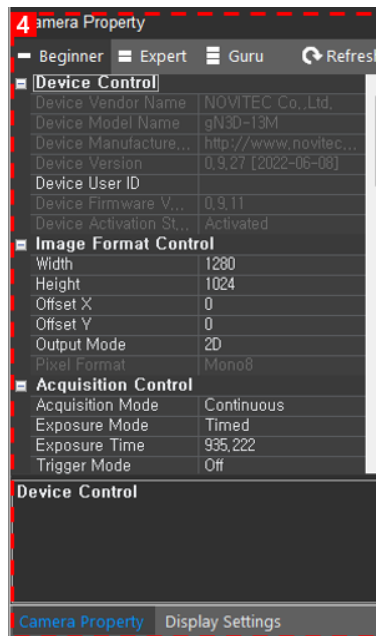 4 amera Property
Beginner Expert Guru Refresh
Device Control
Device Vendor Name NOVITEC Co,.Ltd,
Device Model Name gN3D-13M
Device Manufacture,,, http://www,novitec,,,
Device Version 0,9,27 [2022-06-08]
Device User ID
Device Firmware V,,, 0,9,11
Device Activation St,,, Activated
Image Format Control
Width 1280
Height 1024
Offset X 0
Offset Y 0
Output Mode 2D
Pixel Format Mono8
Acquisition Control
Acquisition Mode Continuous
Exposure Mode Timed
Exposure Time 935,222
Trigger Mode Off
Device Control
Camera Property Display Settings